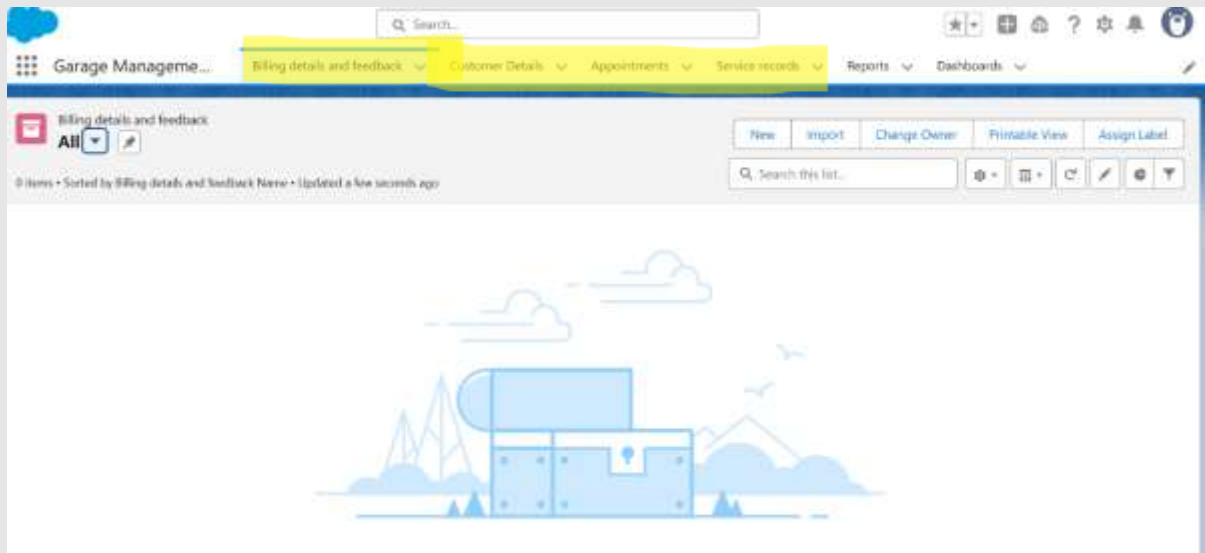 Search...
Garage Manageme... Billing details and feedback Customer Details Appointments Service records Reports Dashboards
Billing details and feedback
All
New Import Change Owner Printable View Assign Label
0 items • Sorted by Billing details and feedback Name • Updated a few seconds ago
Search this list...